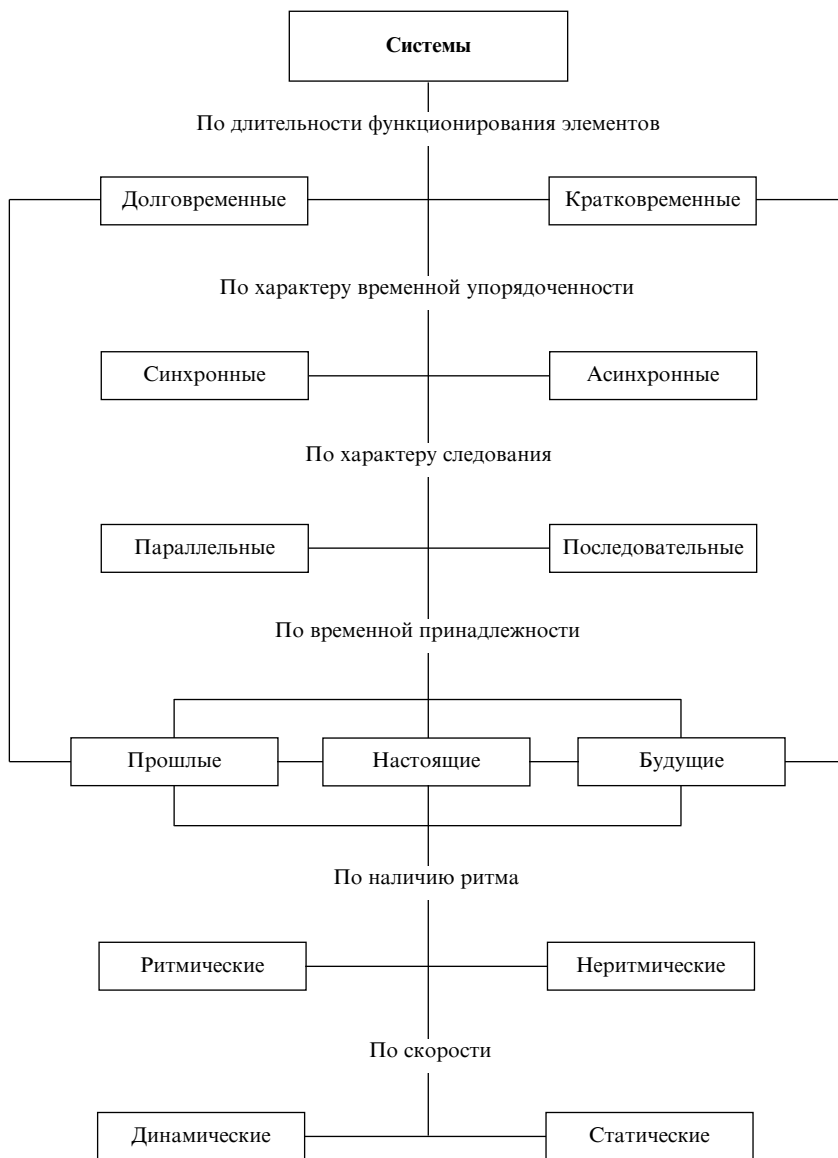 Системы
По длительности функционирования элементов
Долговременные
Кратковременные
По характеру временной упорядоченности
Синхронные
Асинхронные
По характеру следования
Параллельные
Последовательные
По временной принадлежности
Прошлые
Настоящие
Будущие
По наличию ритма
Ритмические
Неритмические
По скорости
Динамические
Статические